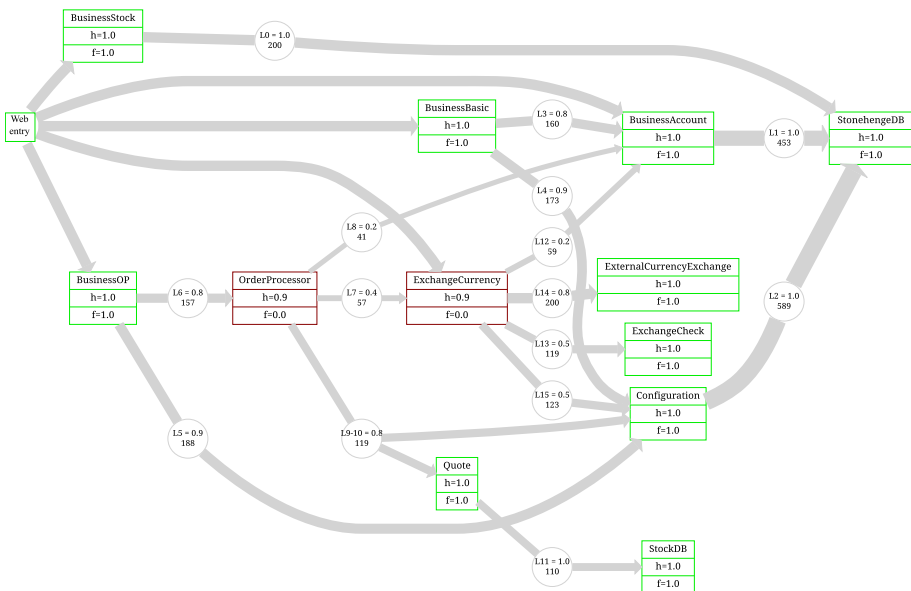 BusinessStock
h=1.0
f=1.0
L0 = 1.0
200
Web
entry
BusinessBasic
h=1.0
f=1.0
L3 = 0.8
160
BusinessAccount
h=1.0
f=1.0
L1 = 1.0
453
StonehengeDB
h=1.0
f=1.0
L4 = 0.9
173
L8 = 0.2
41
L12 = 0.2
59
BusinessOP
h=1.0
f=1.0
L6 = 0.8
157
OrderProcessor
h=0.9
f=0.0
L7 = 0.4
57
ExchangeCurrency
h=0.9
f=0.0
L14 = 0.8
200
ExternalCurrencyExchange
h=1.0
f=1.0
L2 = 1.0
589
L13 = 0.5
119
ExchangeCheck
h=1.0
f=1.0
L15 = 0.5
123
Configuration
h=1.0
f=1.0
L5 = 0.9
188
L9-10 = 0.8
119
Quote
h=1.0
f=1.0
L11 = 1.0
110
StockDB
h=1.0
f=1.0